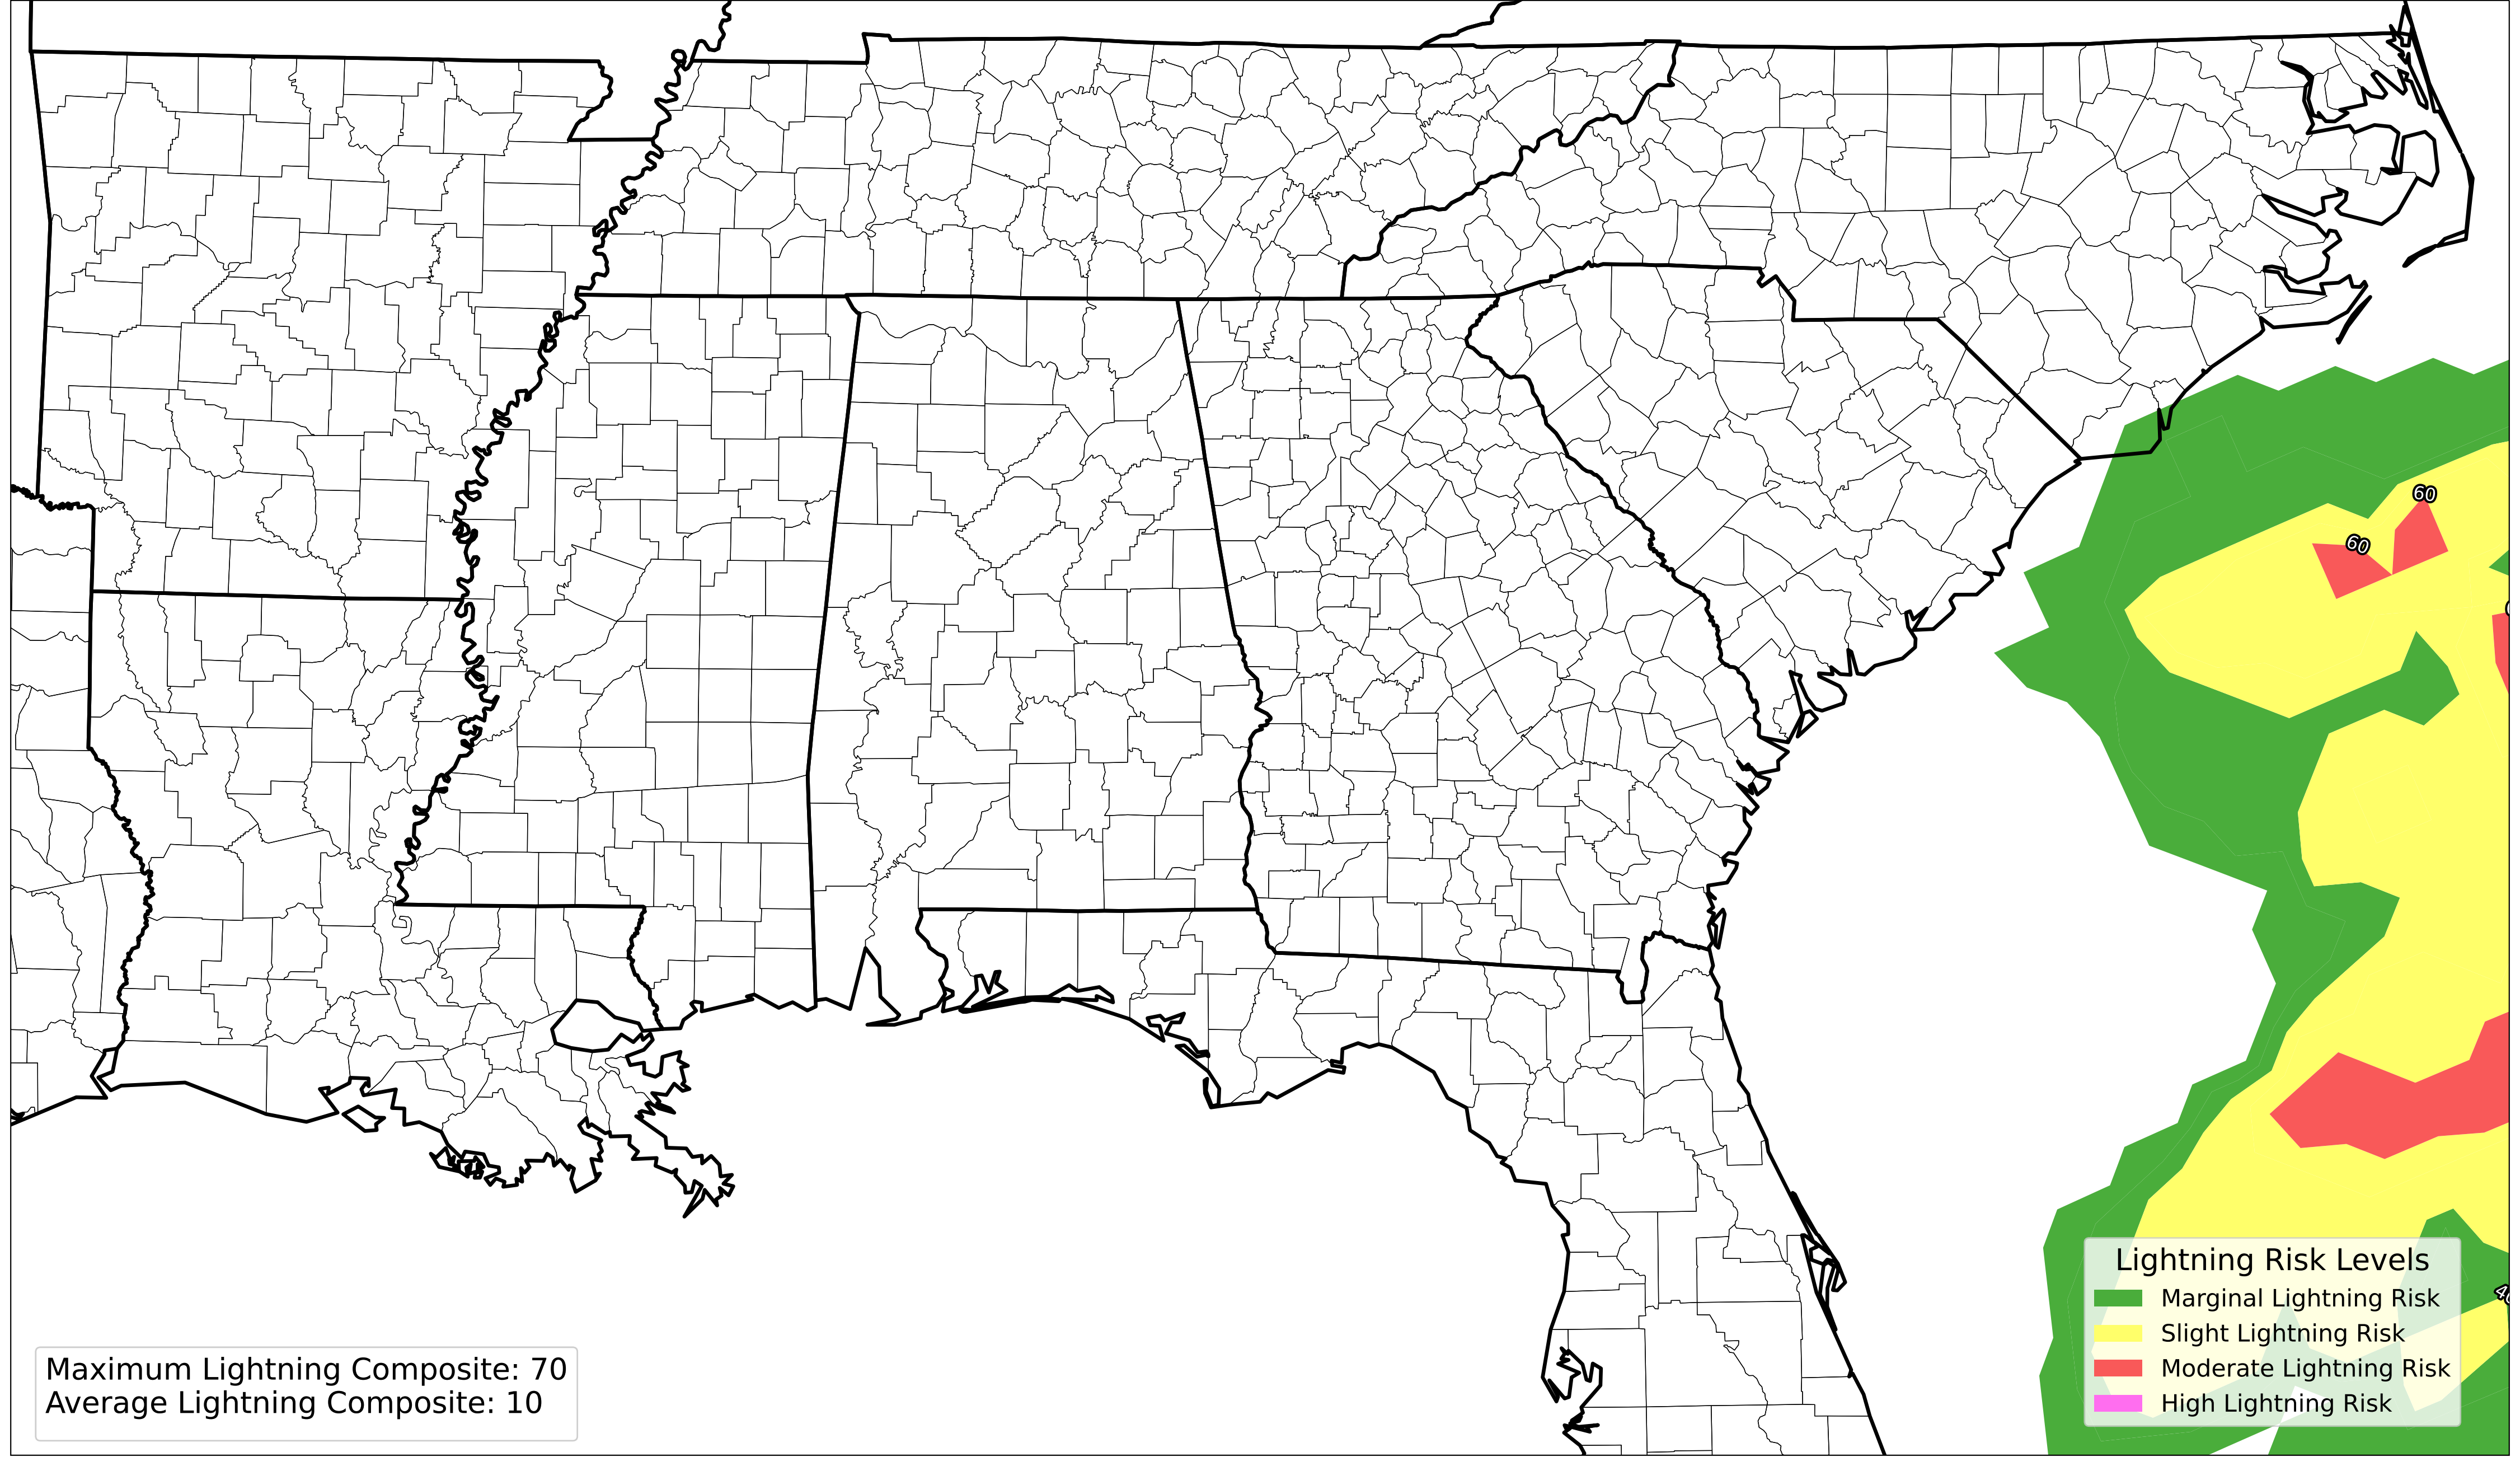 60
60
Lightning Risk Levels
Marginal Lightning Risk
Slight Lightning Risk
Moderate Lightning Risk
High Lightning Risk
Maximum Lightning Composite: 70
Average Lightning Composite: 10